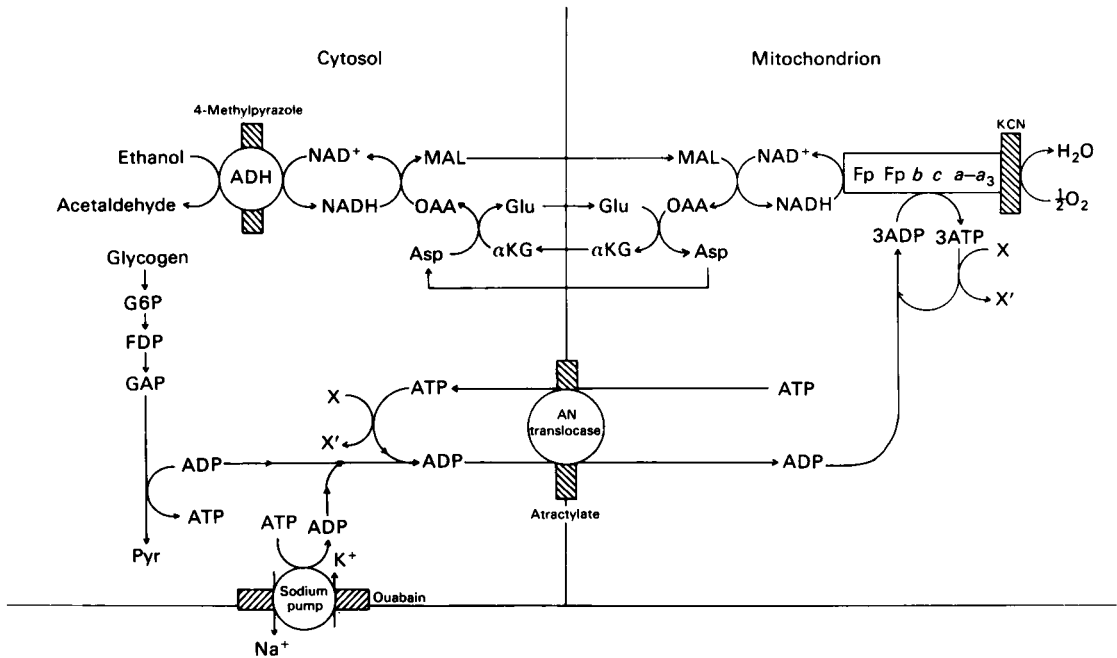 Cytosol
Mitochondrion
4-Methylpyrazole
KCN
Ethanol
ADH
NAD⁺
MAL
MAL
NAD⁺
H₂O
Fp Fp b c a–a₃
Acetaldehyde
NADH
OAA
Glu
Glu
OAA
NADH
½O₂
Asp
αKG
αKG
Asp
3ADP
3ATP
X
X'
Glycogen
G6P
FDP
GAP
X
ATP
ATP
AN
translocase
X'
ADP
ADP
ADP
ATP
Atractylate
ATP
ADP
Pyr
K⁺
Sodium
pump
Ouabain
Na⁺